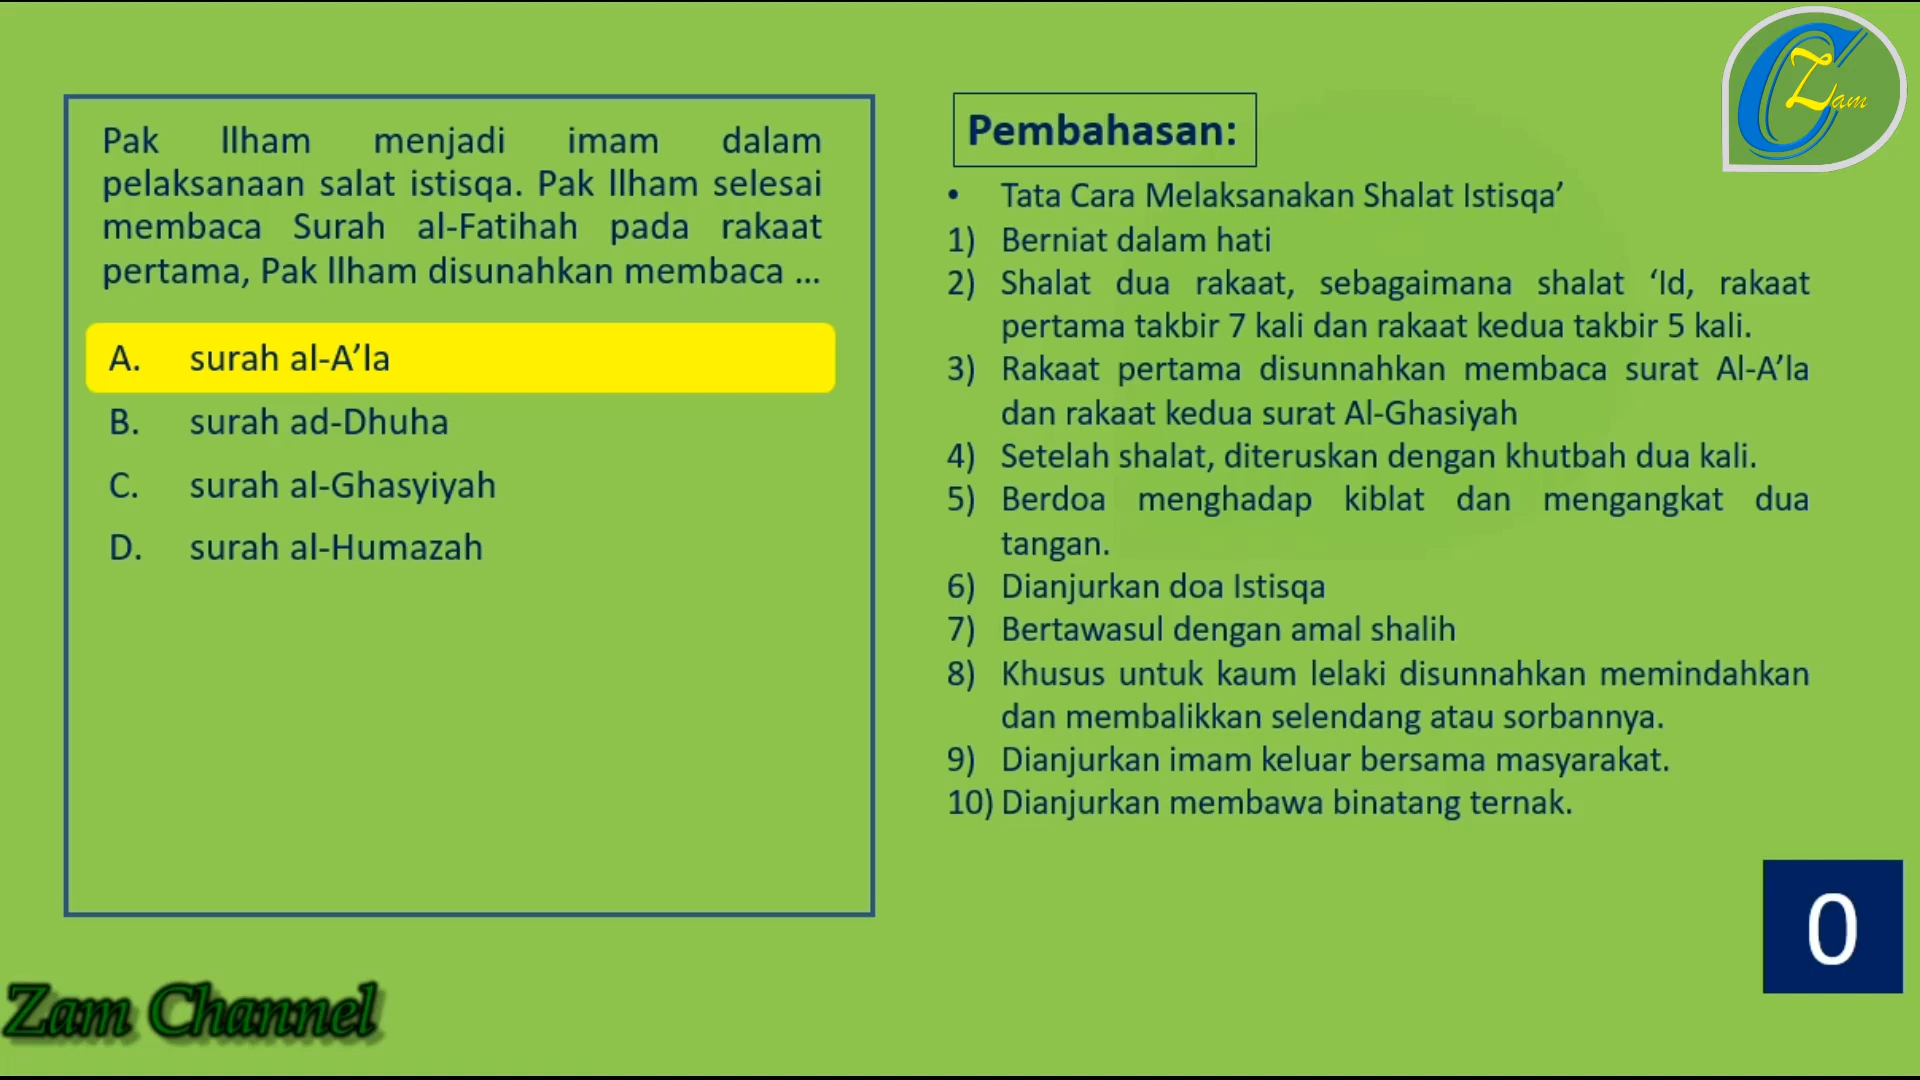 Pak Ilham menjadi imam dalam
pelaksanaan salat istisqa. Pak Ilham selesai
membaca Surah al-Fatihah pada rakaat
pertama, Pak Ilham disunahkan membaca ...
A. surah al-A’la
B. surah ad-Dhuha
C. surah al-Ghasyiyah
D. surah al-Humazah
Pembahasan:
• Tata Cara Melaksanakan Shalat Istisqa’
1) Berniat dalam hati
2) Shalat dua rakaat, sebagaimana shalat ‘Id, rakaat
pertama takbir 7 kali dan rakaat kedua takbir 5 kali.
3) Rakaat pertama disunnahkan membaca surat Al-A’la
dan rakaat kedua surat Al-Ghasiyah
4) Setelah shalat, diteruskan dengan khutbah dua kali.
5) Berdoa menghadap kiblat dan mengangkat dua
tangan.
6) Dianjurkan doa Istisqa
7) Bertawasul dengan amal shalih
8) Khusus untuk kaum lelaki disunnahkan memindahkan
dan membalikkan selendang atau sorbannya.
9) Dianjurkan imam keluar bersama masyarakat.
10) Dianjurkan membawa binatang ternak.
C Zam
0
Zam Channel